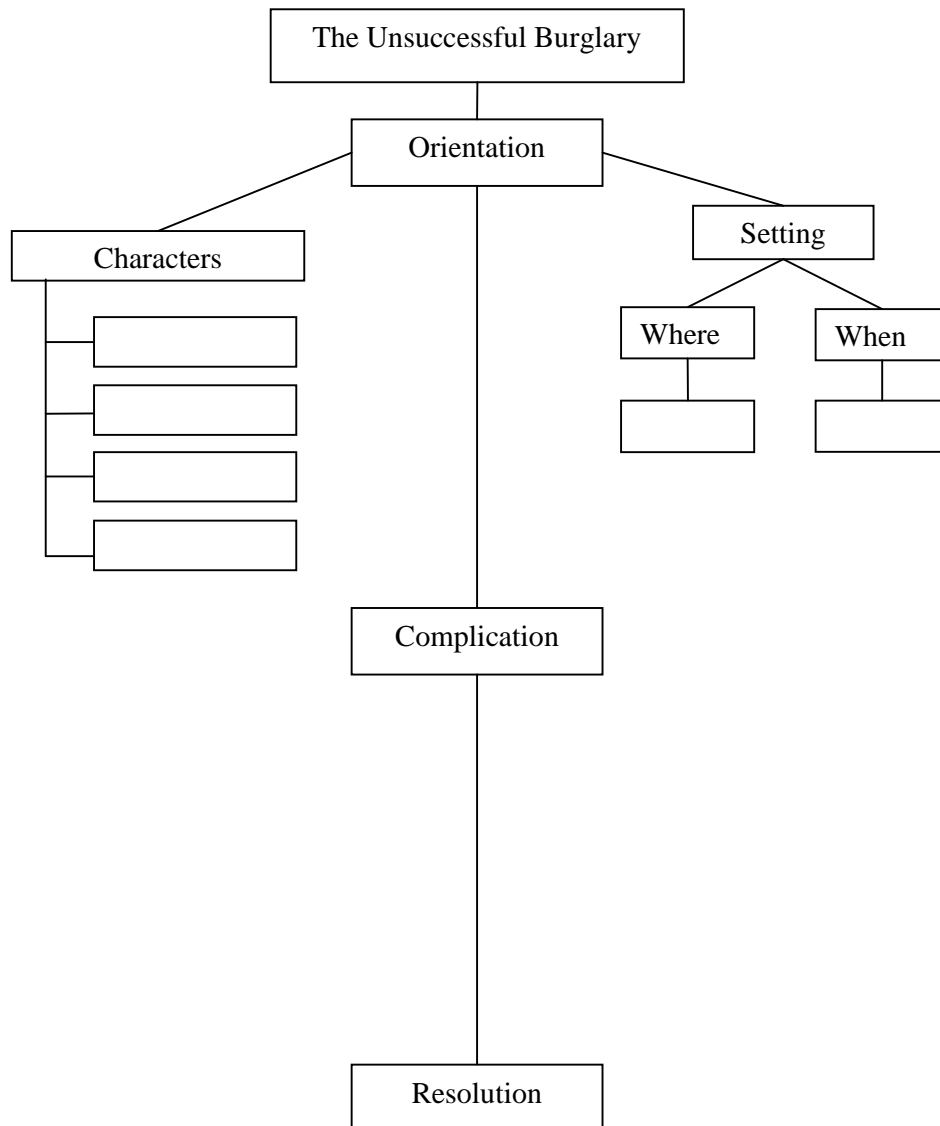 The Unsuccessful Burglary
Orientation
Characters
Setting
Where
When
Complication
Resolution